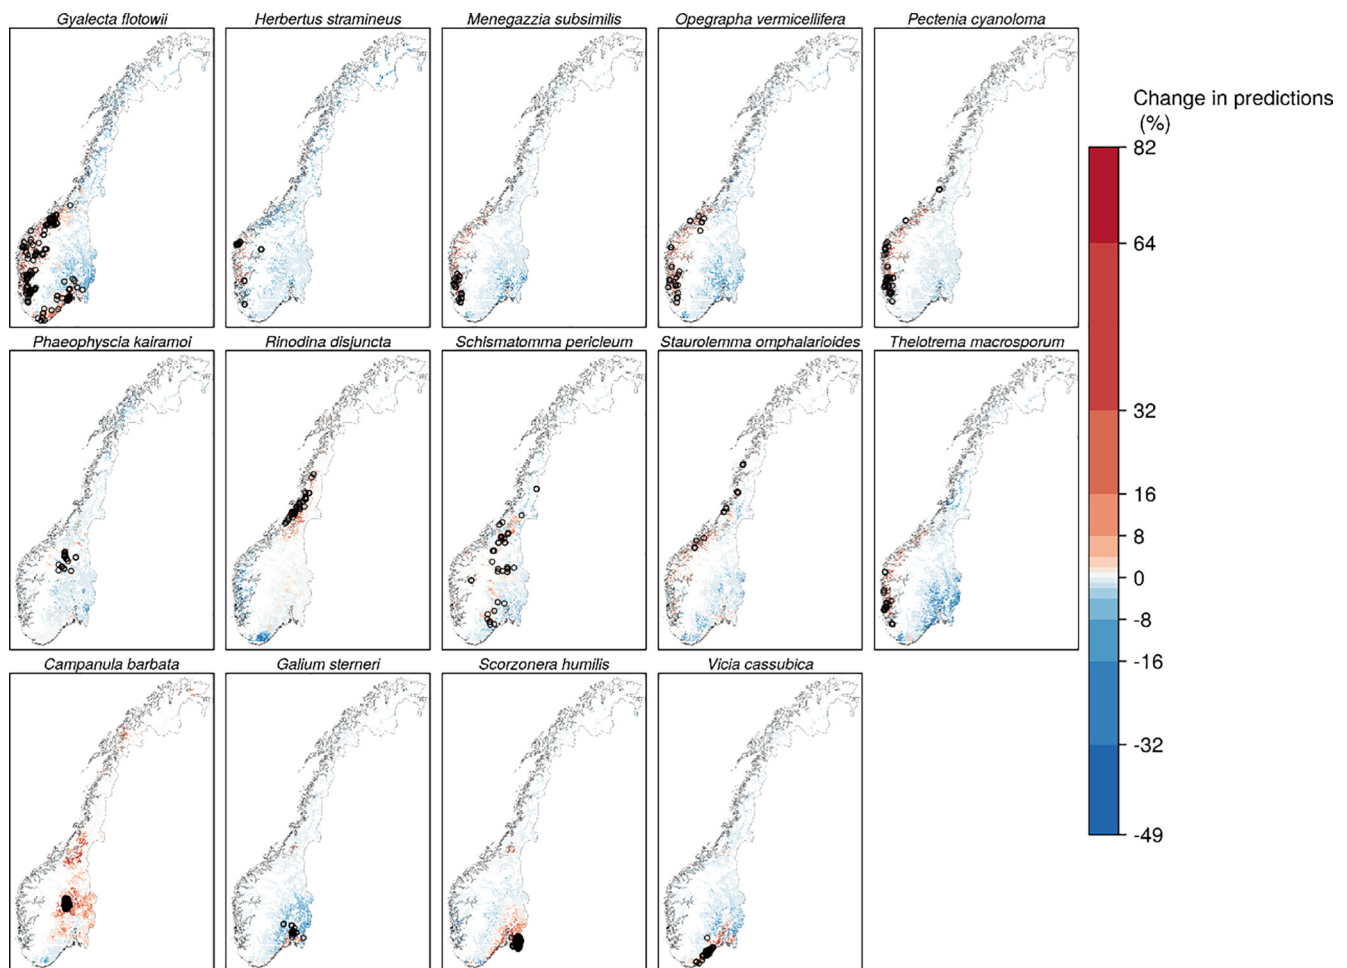 Gyalecta flotowii
Herbertus stramineus
Menegazzia subsimilis
Opegrapha vermicellifera
Pectenia cyanoloma
Change in predictions
(%)
82
64
32
16
8
0
-8
-16
-32
-49
Phaeophyscia kairamoi
Rinodina disjuncta
Schismatomma pericleum
Staurolemma omphalarioides
Thelotrema macrosporum
Campanula barbata
Galium sterneri
Scorzonera humilis
Vicia cassubica